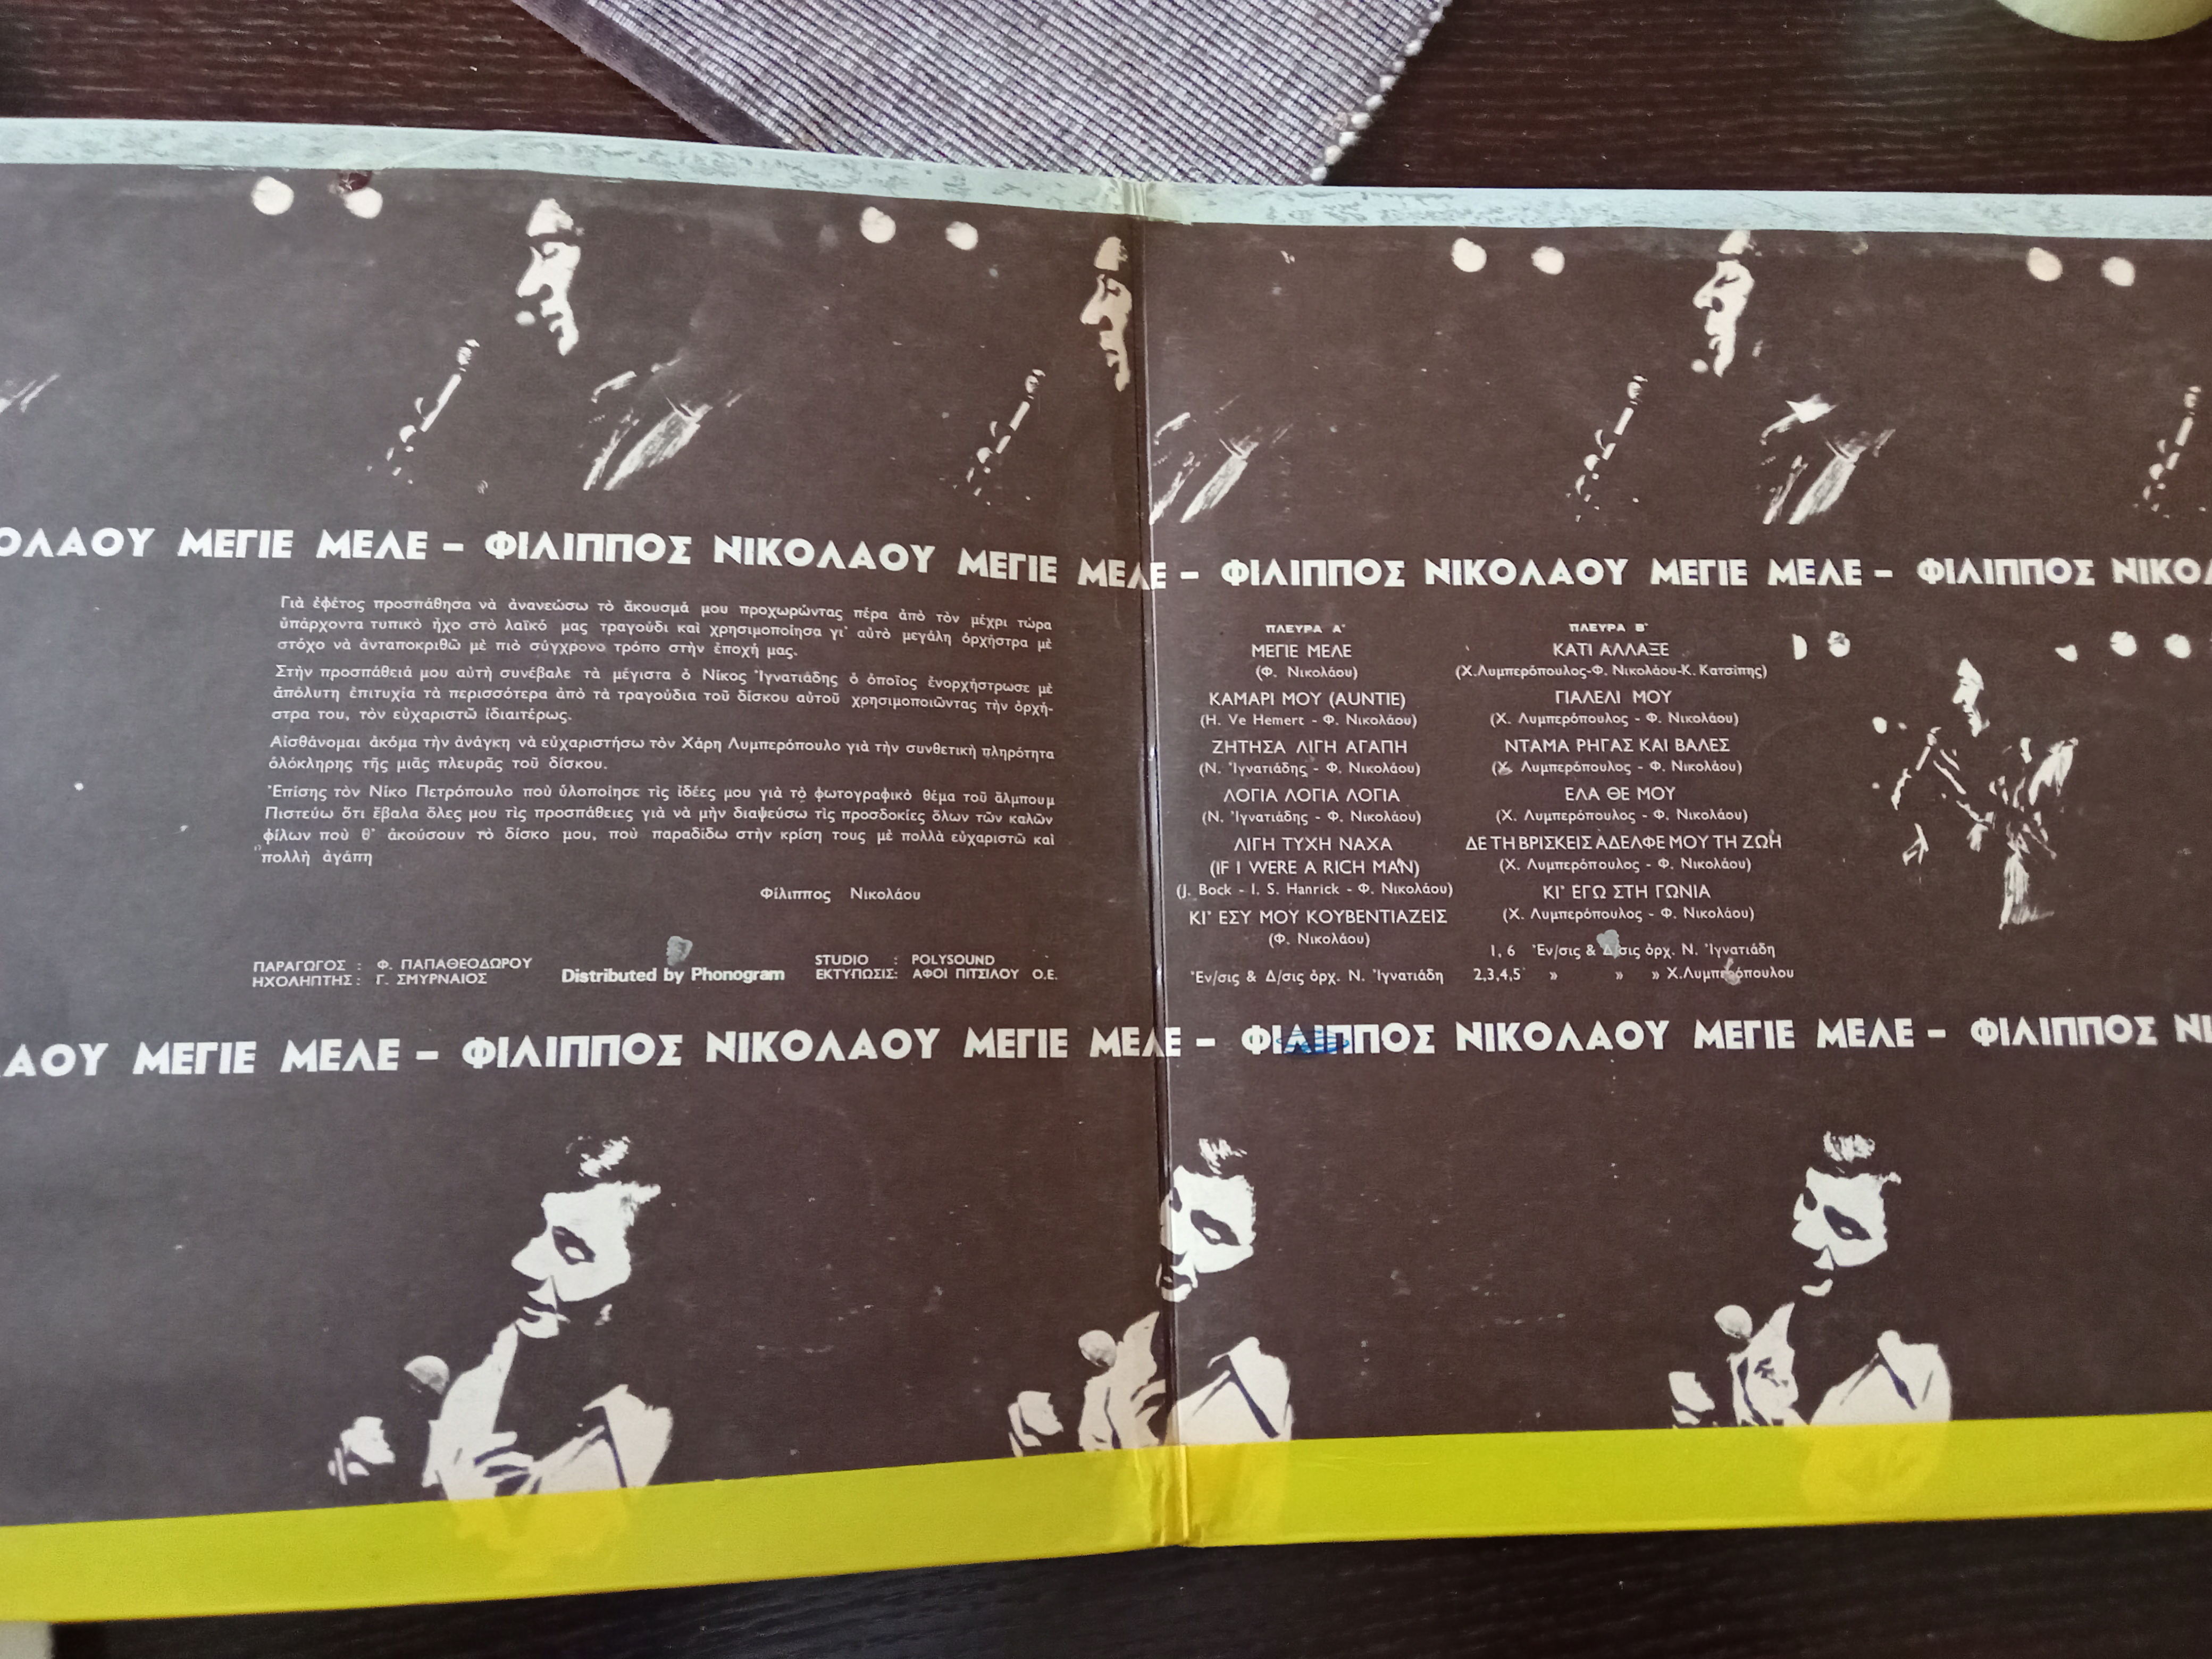 ΟΛΑΟΥ ΜΕΓΙΕ ΜΕΛΕ – ΦΙΛΙΠΠΟΣ ΝΙΚΟΛΑΟΥ ΜΕΓΙΕ ΜΕΛΕ – ΦΙΛΙΠΠΟΣ ΝΙΚΟΛΑΟΥ ΜΕΓΙΕ ΜΕΛΕ – ΦΙΛΙΠΠΟΣ ΝΙΚΟ
Γιὰ ἐφέτος προσπάθησα νὰ ἀνανεώσω τὸ ἄκουσμά μου προχωρώντας πέρα ἀπὸ τὸν μέχρι τώρα
ὑπάρχοντα τυπικὸ ἦχο στὸ λαϊκό μας τραγούδι καὶ χρησιμοποίησα γι' αὐτὸ μεγάλη ὀρχήστρα μὲ
στόχο νὰ ἀνταποκριθῶ μὲ πιὸ σύγχρονο τρόπο στὴν ἐποχή μας.
Στὴν προσπάθειά μου αὐτὴ συνέβαλε τὰ μέγιστα ὁ Νίκος Ἰγνατιάδης ὁ ὁποῖος ἐνορχήστρωσε μὲ
ἀπόλυτη ἐπιτυχία τὰ περισσότερα ἀπὸ τὰ τραγούδια τοῦ δίσκου αὐτοῦ χρησιμοποιῶντας τὴν ὀρχή-
στρα του, τὸν εὐχαριστῶ ἰδιαιτέρως.
Αἰσθάνομαι ἀκόμα τὴν ἀνάγκη νὰ εὐχαριστήσω τὸν Χάρη Λυμπερόπουλο γιὰ τὴν συνθετικὴ πληρότητα
ὁλόκληρης τῆς μιᾶς πλευρᾶς τοῦ δίσκου.
Ἐπίσης τὸν Νίκο Πετρόπουλο ποὺ ὑλοποίησε τὶς ἰδέες μου γιὰ τὸ φωτογραφικὸ θέμα τοῦ ἄλμπουμ
Πιστεύω ὅτι ἔβαλα ὅλες μου τὶς προσπάθειες γιὰ νὰ μὴν διαψεύσω τὶς προσδοκίες ὅλων τῶν καλῶν
φίλων ποὺ θ' ἀκούσουν τὸ δίσκο μου, ποὺ παραδίδω στὴν κρίση τους μὲ πολλὰ εὐχαριστῶ καὶ
πολλὴ ἀγάπη
Φίλιππος Νικολάου
ΠΑΡΑΓΩΓΟΣ : Φ. ΠΑΠΑΘΕΟΔΩΡΟΥ
ΗΧΟΛΗΠΤΗΣ : Γ. ΣΜΥΡΝΑΙΟΣ
Distributed by Phonogram
STUDIO : POLYSOUND
ΕΚΤΥΠΩΣΙΣ: ΑΦΟΙ ΠΙΤΣΙΛΟΥ Ο.Ε.
ΠΛΕΥΡΑ Α'
ΜΕΓΙΕ ΜΕΛΕ
(Φ. Νικολάου)
ΚΑΜΑΡΙ ΜΟΥ (AUNTIE)
(H. Ve Hemert - Φ. Νικολάου)
ΖΗΤΗΣΑ ΛΙΓΗ ΑΓΑΠΗ
(Ν. Ἰγνατιάδης - Φ. Νικολάου)
ΛΟΓΙΑ ΛΟΓΙΑ ΛΟΓΙΑ
(Ν. Ἰγνατιάδης - Φ. Νικολάου)
ΛΙΓΗ ΤΥΧΗ ΝΑΧΑ
(IF I WERE A RICH MAN)
(J. Bock - I. S. Hanrick - Φ. Νικολάου)
ΚΙ' ΕΣΥ ΜΟΥ ΚΟΥΒΕΝΤΙΑΖΕΙΣ
(Φ. Νικολάου)
Ἐν/σις & Δ/σις ὀρχ. Ν. Ἰγνατιάδη
ΠΛΕΥΡΑ Β'
ΚΑΤΙ ΑΛΛΑΞΕ
(Χ.Λυμπερόπουλος-Φ. Νικολάου-Κ. Κατσίπης)
ΓΙΑΛΕΛΙ ΜΟΥ
(Χ. Λυμπερόπουλος - Φ. Νικολάου)
ΝΤΑΜΑ ΡΗΓΑΣ ΚΑΙ ΒΑΛΕΣ
(Χ. Λυμπερόπουλος - Φ. Νικολάου)
ΕΛΑ ΘΕ ΜΟΥ
(Χ. Λυμπερόπουλος - Φ. Νικολάου)
ΔΕ ΤΗ ΒΡΙΣΚΕΙΣ ΑΔΕΛΦΕ ΜΟΥ ΤΗ ΖΩΗ
(Χ. Λυμπερόπουλος - Φ. Νικολάου)
ΚΙ' ΕΓΩ ΣΤΗ ΓΩΝΙΑ
(Χ. Λυμπερόπουλος - Φ. Νικολάου)
1, 6 Ἐν/σις & Δ/σις ὀρχ. Ν. Ἰγνατιάδη
2,3,4,5 » » » Χ.Λυμπερόπουλου
ΛΑΟΥ ΜΕΓΙΕ ΜΕΛΕ – ΦΙΛΙΠΠΟΣ ΝΙΚΟΛΑΟΥ ΜΕΓΙΕ ΜΕΛΕ – ΦΙΛΙΠΠΟΣ ΝΙΚΟΛΑΟΥ ΜΕΓΙΕ ΜΕΛΕ – ΦΙΛΙΠΠΟΣ ΝΙ